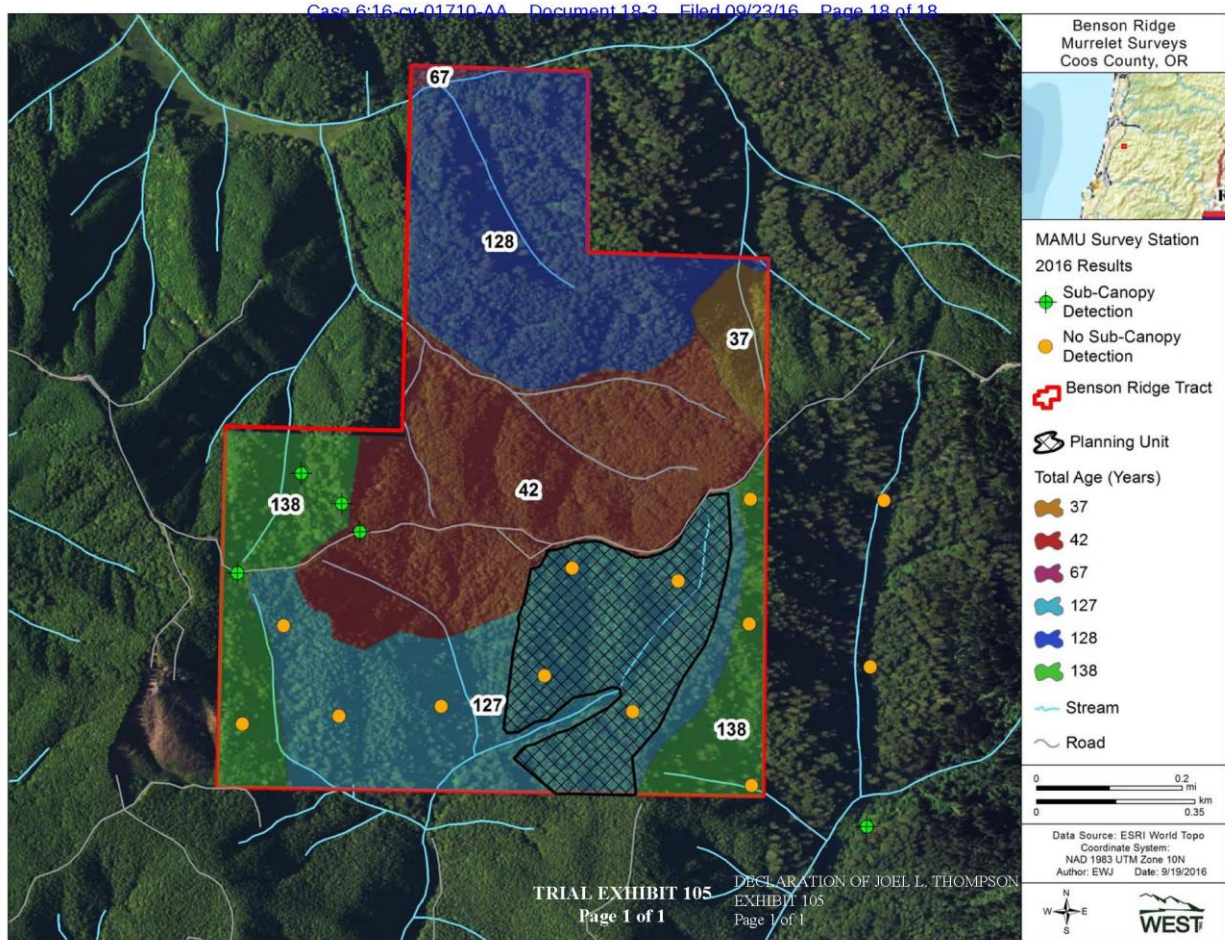 Case 6:16-cv-01710-AA Document 18-3 Filed 09/23/16 Page 18 of 18
Benson Ridge
Murrelet Surveys
Coos County, OR
MAMU Survey Station
2016 Results
Sub-Canopy
Detection
No Sub-Canopy
Detection
Benson Ridge Tract
Planning Unit
Total Age (Years)
37
42
67
127
128
138
Stream
Road
0 0.2
mi
km
0 0.35
Data Source: ESRI World Topo
Coordinate System:
NAD 1983 UTM Zone 10N
Author: EWJ Date: 9/19/2016
N
W E
S
WEST
67
128
37
138
42
127
138
TRIAL EXHIBIT 105
Page 1 of 1
DECLARATION OF JOEL L. THOMPSON
EXHIBIT 105
Page 1 of 1